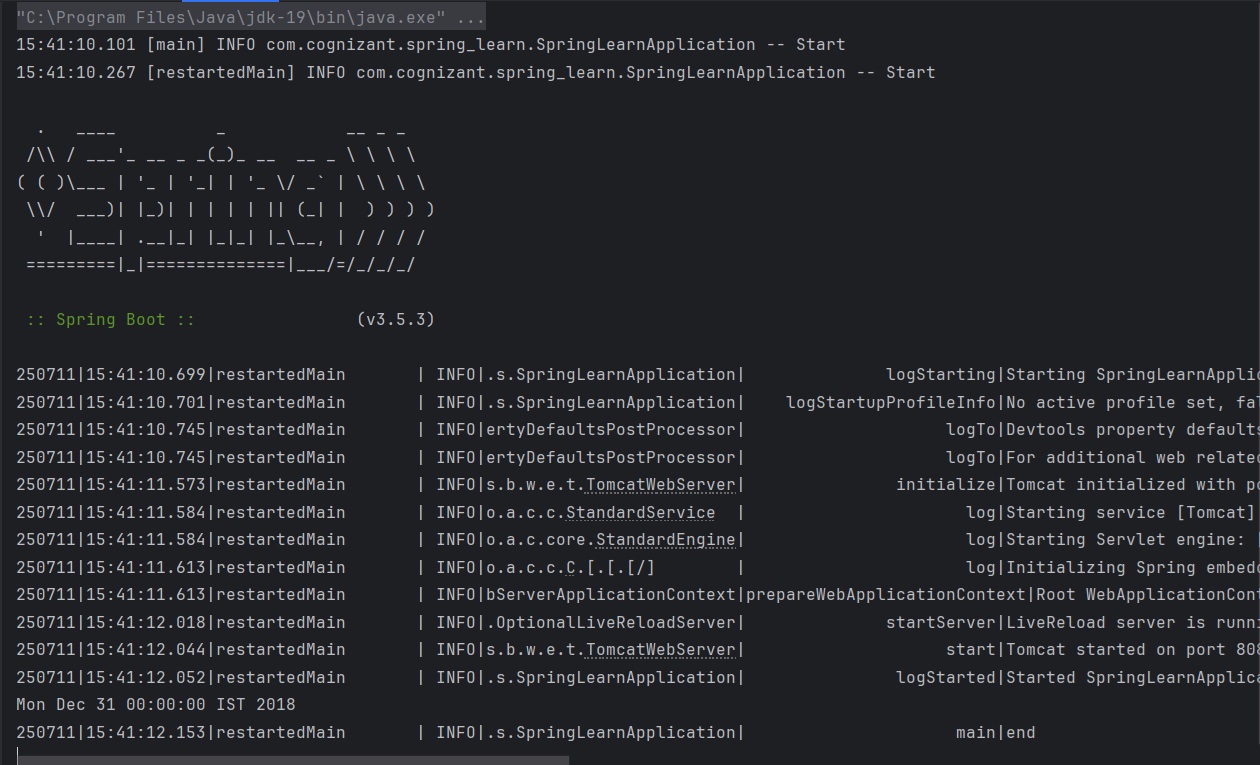 "C:\Program Files\Java\jdk-19\bin\java.exe" ...
15:41:10.101 [main] INFO com.cognizant.spring_learn.SpringLearnApplication -- Start
15:41:10.267 [restartedMain] INFO com.cognizant.spring_learn.SpringLearnApplication -- Start

  .   ____          _            __ _ _
 /\\ / ___'_ __ _ _(_)_ __  __ _ \ \ \ \
( ( )\___ | '_ | '_| | '_ \/ _` | \ \ \ \
 \\/  ___)| |_)| | | | | || (_| |  ) ) ) )
  '  |____| .__|_| |_|_| |_\__, | / / / /
 =========|_|==============|___/=/_/_/_/

 :: Spring Boot ::                (v3.5.3)

250711|15:41:10.699|restartedMain       | INFO|.s.SpringLearnApplication|              logStarting|Starting SpringLearnApplic
250711|15:41:10.701|restartedMain       | INFO|.s.SpringLearnApplication|    logStartupProfileInfo|No active profile set, fal
250711|15:41:10.745|restartedMain       | INFO|ertyDefaultsPostProcessor|                    logTo|Devtools property defaults
250711|15:41:10.745|restartedMain       | INFO|ertyDefaultsPostProcessor|                    logTo|For additional web related
250711|15:41:11.573|restartedMain       | INFO|s.b.w.e.t.TomcatWebServer|               initialize|Tomcat initialized with po
250711|15:41:11.584|restartedMain       | INFO|o.a.c.c.StandardService  |                      log|Starting service [Tomcat]
250711|15:41:11.584|restartedMain       | INFO|o.a.c.core.StandardEngine|                      log|Starting Servlet engine: [
250711|15:41:11.613|restartedMain       | INFO|o.a.c.c.C.[.[.[/]        |                      log|Initializing Spring embedd
250711|15:41:11.613|restartedMain       | INFO|bServerApplicationContext|prepareWebApplicationContext|Root WebApplicationCont
250711|15:41:12.018|restartedMain       | INFO|.OptionalLiveReloadServer|              startServer|LiveReload server is runni
250711|15:41:12.044|restartedMain       | INFO|s.b.w.e.t.TomcatWebServer|                    start|Tomcat started on port 808
250711|15:41:12.052|restartedMain       | INFO|.s.SpringLearnApplication|               logStarted|Started SpringLearnApplica
Mon Dec 31 00:00:00 IST 2018
250711|15:41:12.153|restartedMain       | INFO|.s.SpringLearnApplication|                     main|end